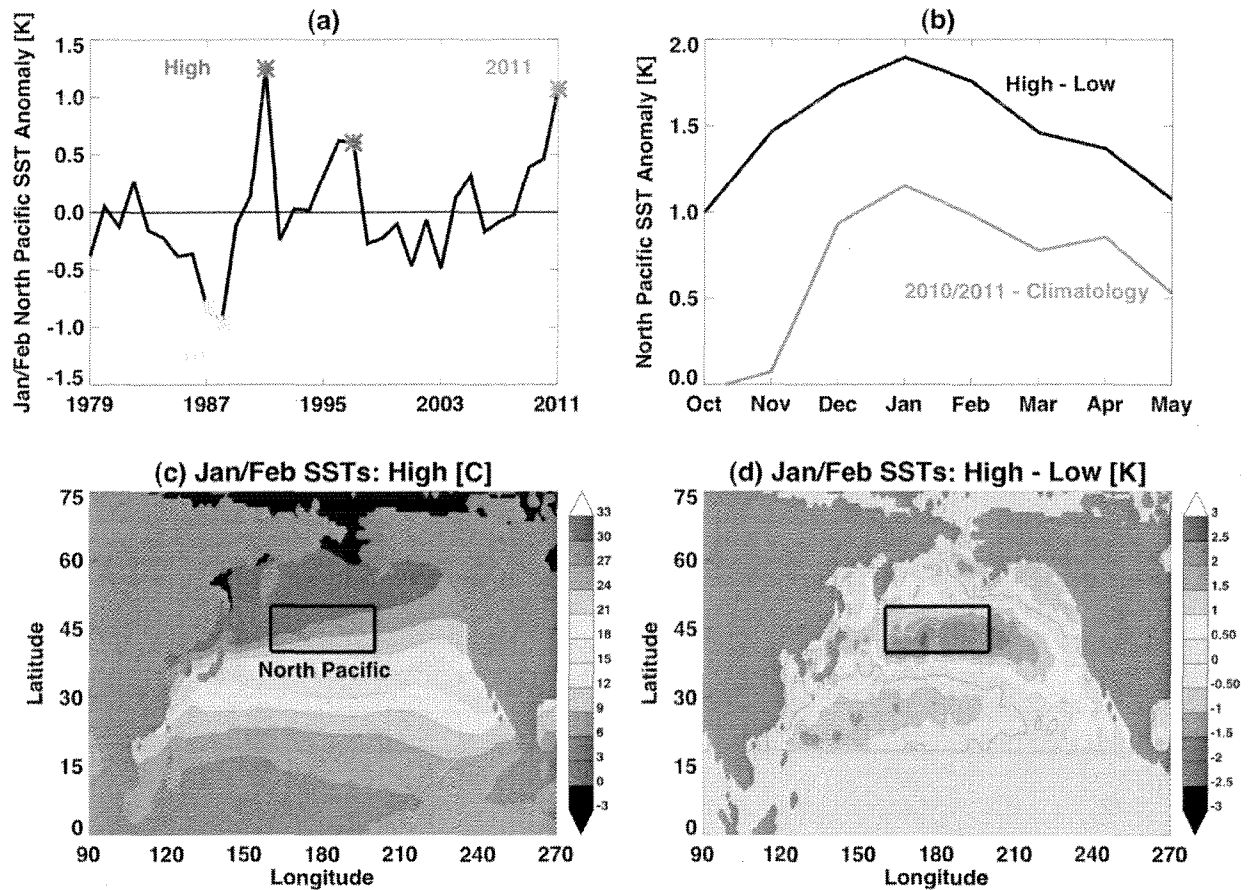 (a)
Jan/Feb North Pacific SST Anomaly [K]
1.5
1.0
0.5
0.0
-0.5
-1.0
-1.5
High
2011
1979 1987 1995 2003 2011
(b)
North Pacific SST Anomaly [K]
2.0
1.5
1.0
0.5
0.0
High - Low
2010/2011 - Climatology
Oct Nov Dec Jan Feb Mar Apr May
(c) Jan/Feb SSTs: High [C]
Latitude
75
60
45
30
15
0
North Pacific
90 120 150 180 210 240 270
Longitude
33
30
27
24
21
18
15
12
9
6
3
0
-3
(d) Jan/Feb SSTs: High - Low [K]
Latitude
75
60
45
30
15
0
90 120 150 180 210 240 270
Longitude
3
2.5
2
1.5
1
0.50
0
-0.50
-1
-1.5
-2
-2.5
-3